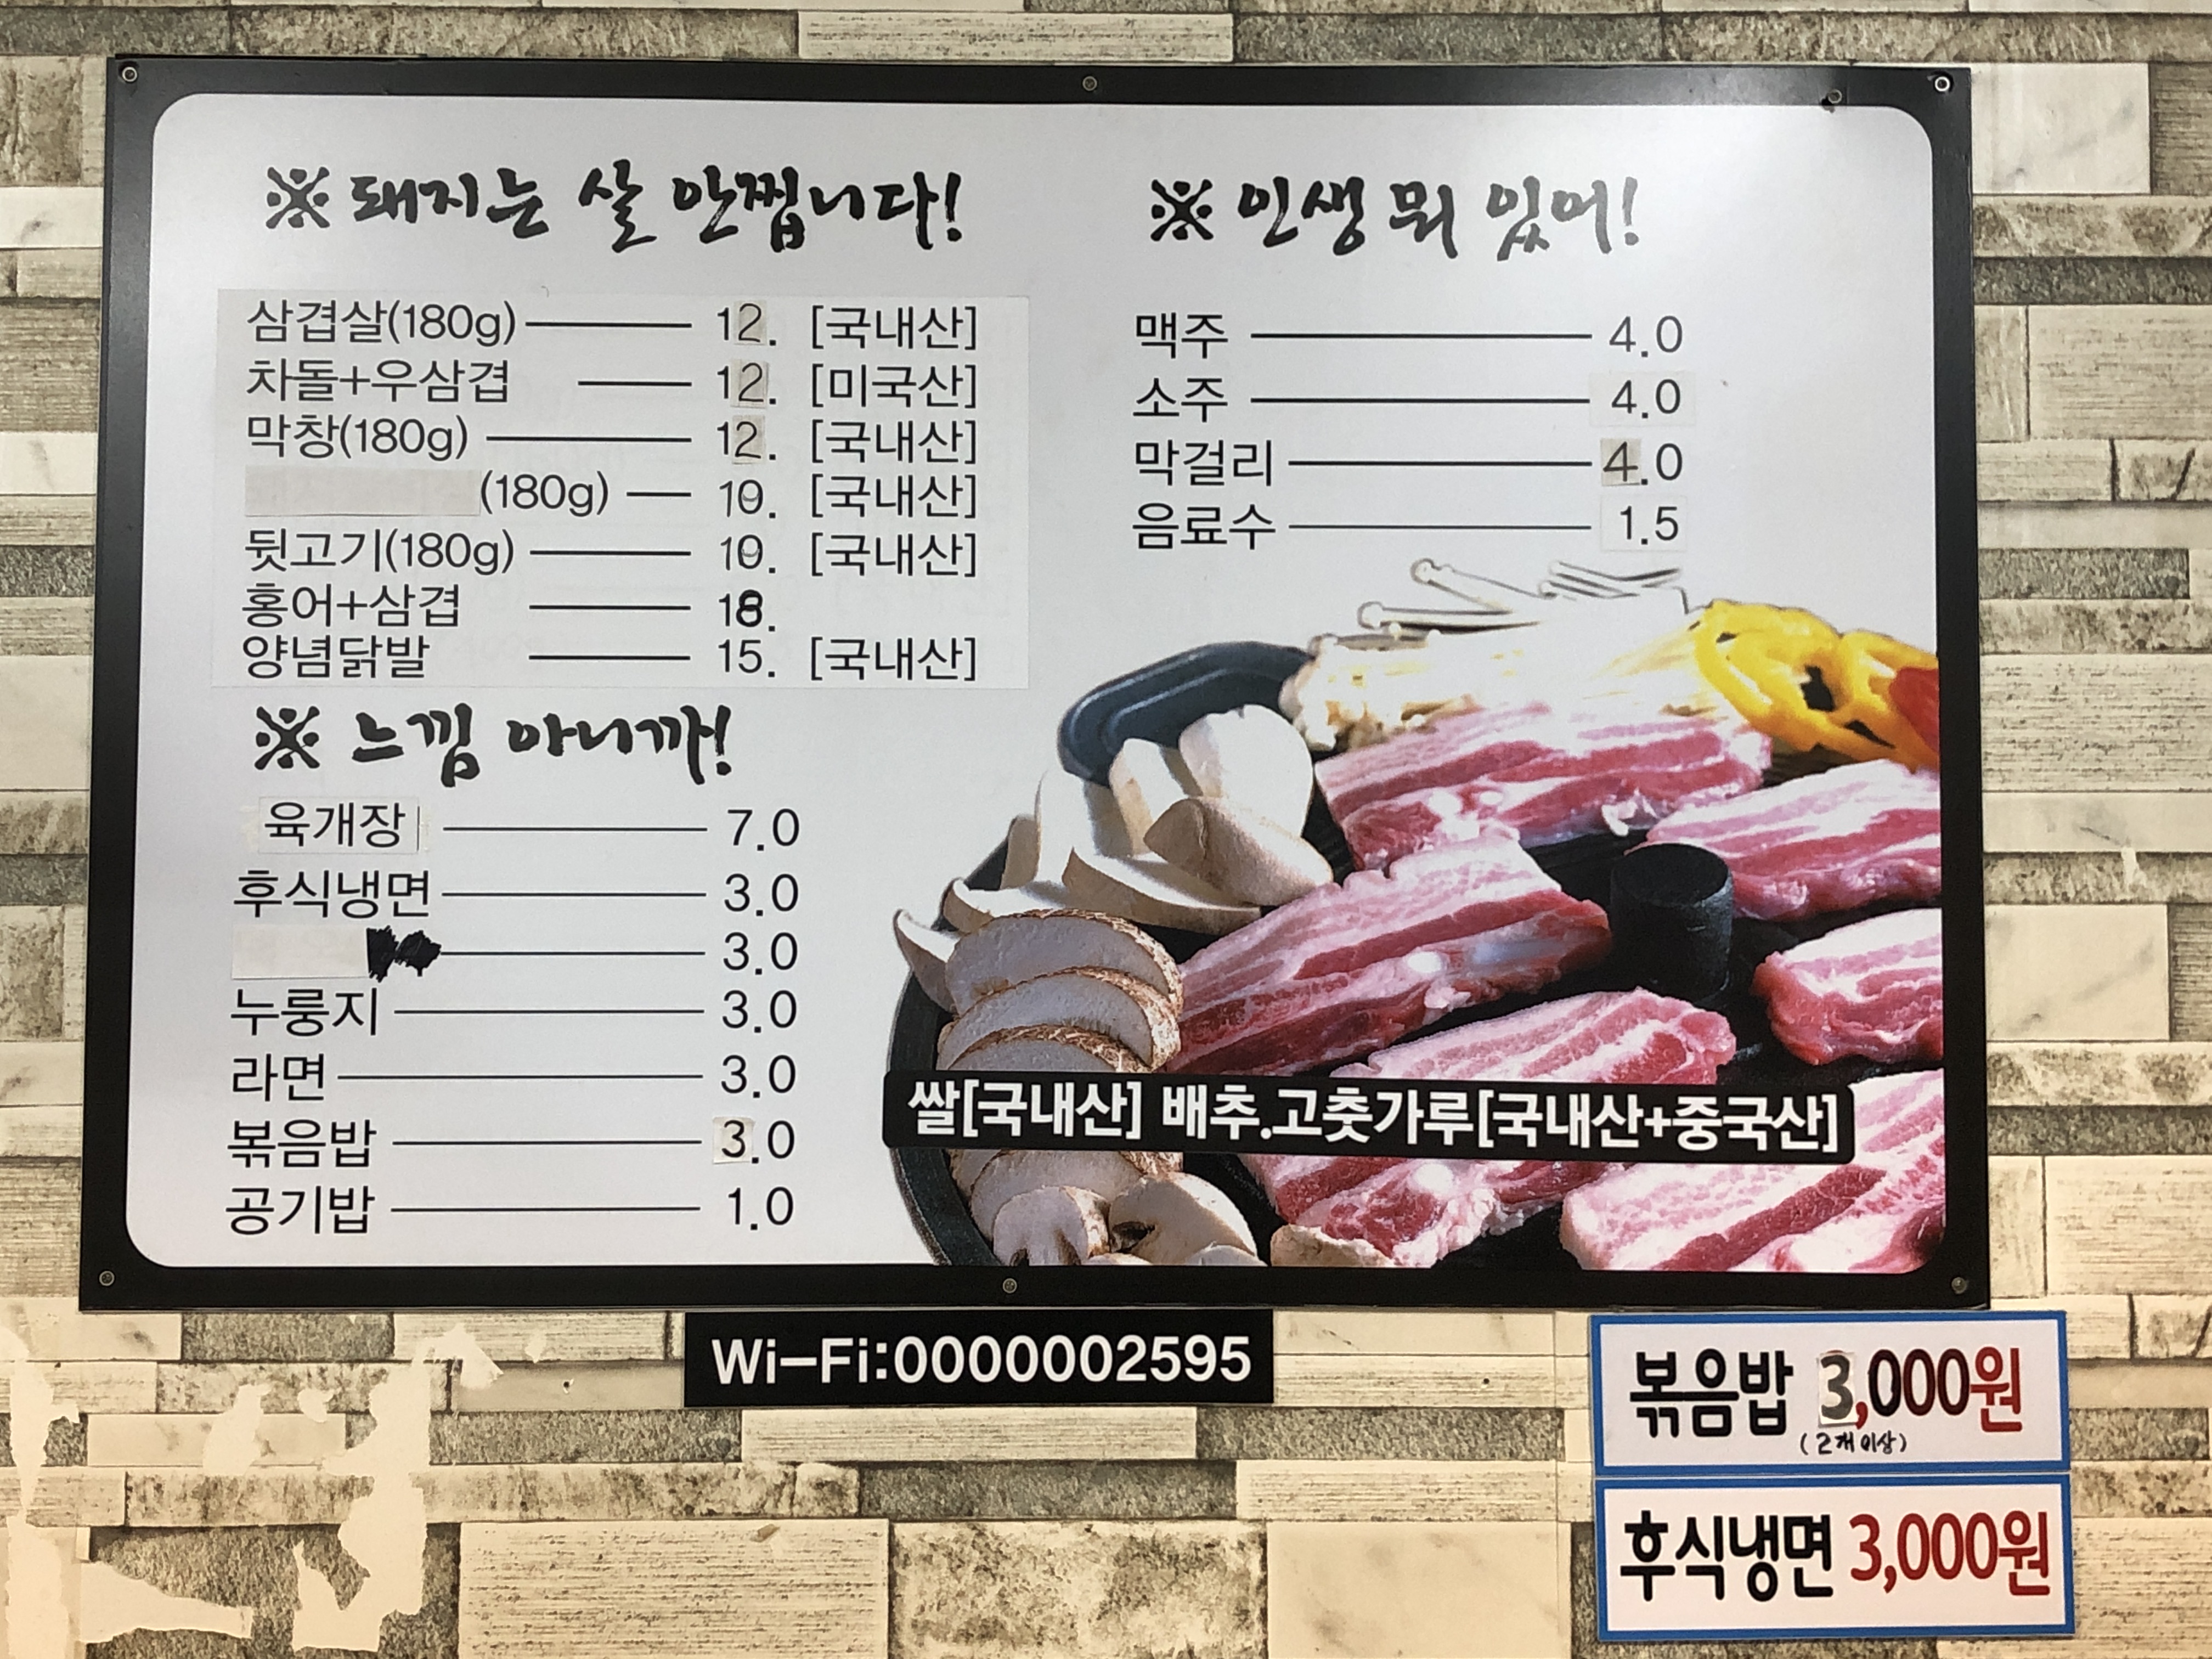 ※ 돼지는 살 안찝니다!
삼겹살(180g) 12. [국내산]
차돌+우삼겹 12. [미국산]
막창(180g) 12. [국내산]
(180g) [국내산]
뒷고기(180g) [국내산]
홍어+삼겹 18.
양념닭발 15. [국내산]
※ 느낌 아니까!
육개장 7.0
후식냉면 3.0
3.0
누룽지 3.0
라면 3.0
볶음밥 3.0
공기밥 1.0
※ 인생 뭐 있어!
맥주 4.0
소주 4.0
막걸리 4.0
음료수 1.5
쌀[국내산] 배추.고춧가루[국내산+중국산]
Wi-Fi:0000002595
볶음밥 3,000원
(2개 이상)
후식냉면 3,000원